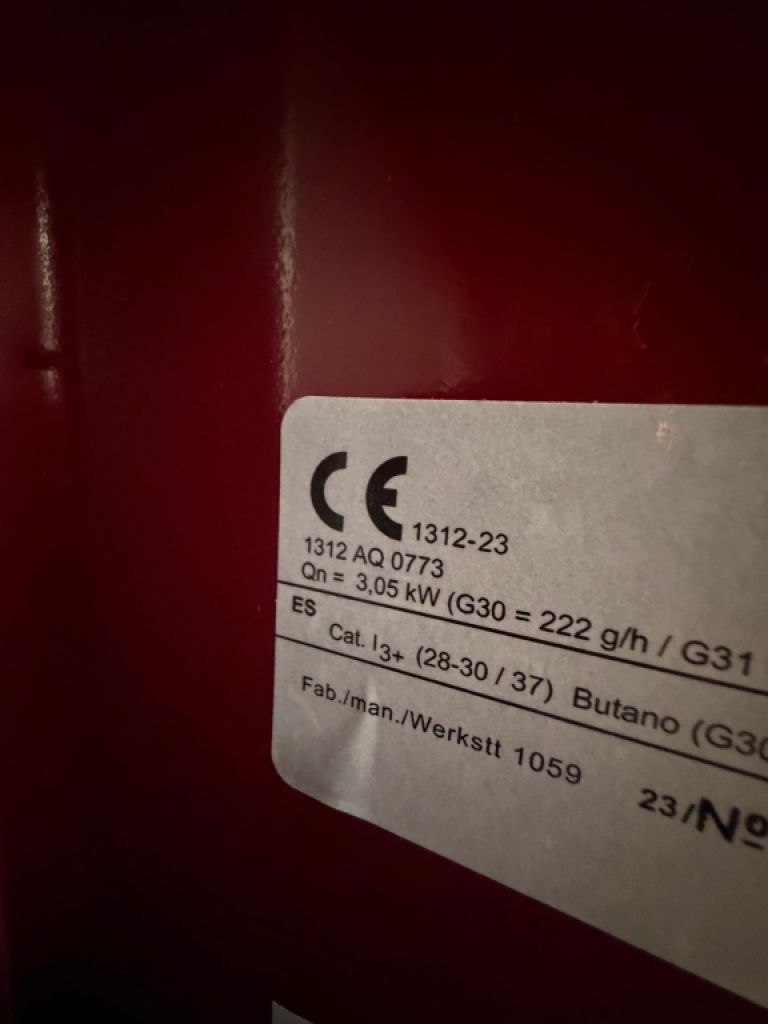 CE 1312-23
1312 AQ 0773
Qn = 3,05 kW (G30 = 222 g/h / G31
ES
Cat. I3+ (28-30 / 37) Butano (G30
Fab./man./Werkstt 1059
23/Nº